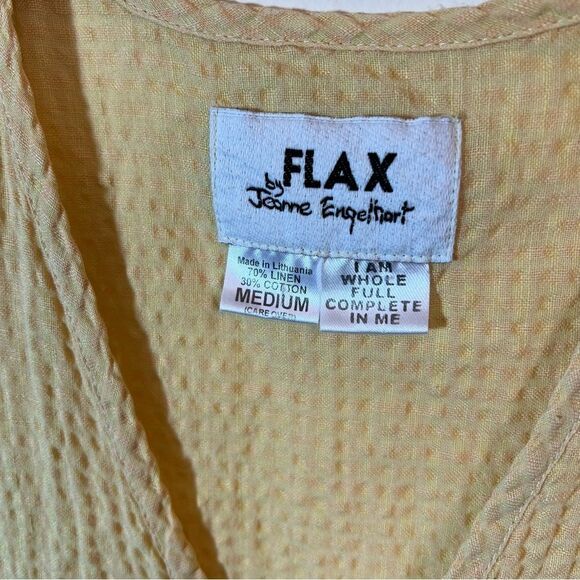 FLAX
by
Jeanne Engelhart
Made in Lithuania
70% LINEN
30% COTTON
MEDIUM
(CARE OVER)
I AM
WHOLE
FULL
COMPLETE
IN ME